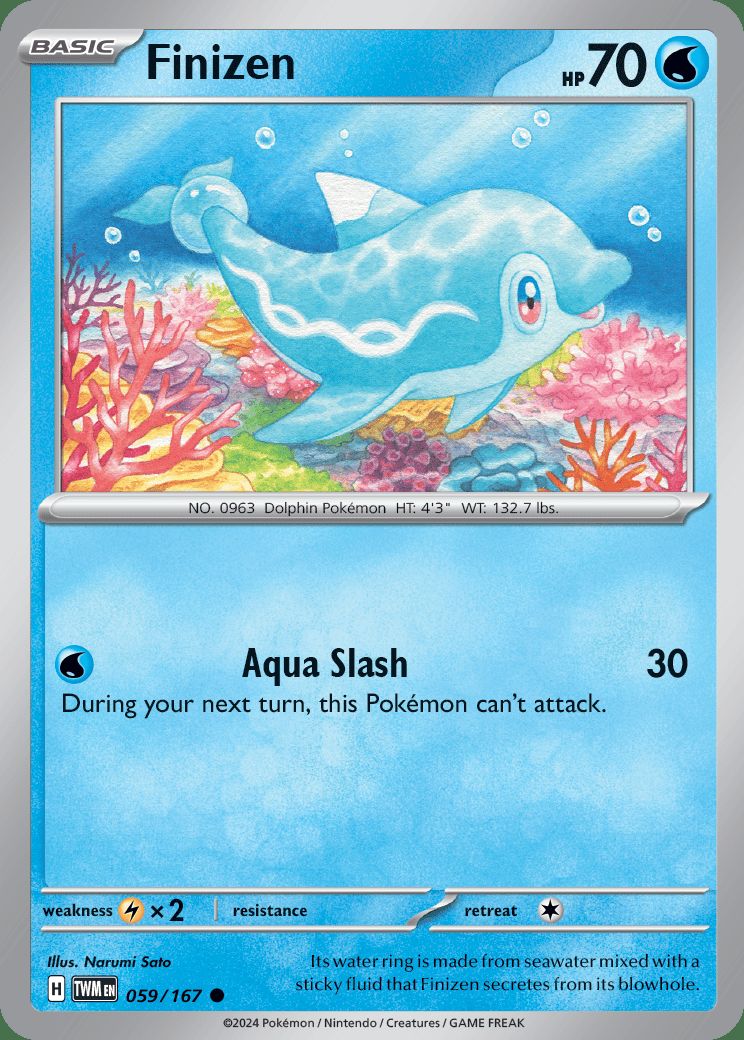 BASIC Finizen HP 70
NO. 0963 Dolphin Pokémon HT: 4'3" WT: 132.7 lbs.
Aqua Slash 30
During your next turn, this Pokémon can't attack.
weakness ×2 resistance retreat
Illus. Narumi Sato
Its water ring is made from seawater mixed with a
sticky fluid that Finizen secretes from its blowhole.
H TWM EN 059/167
©2024 Pokémon / Nintendo / Creatures / GAME FREAK